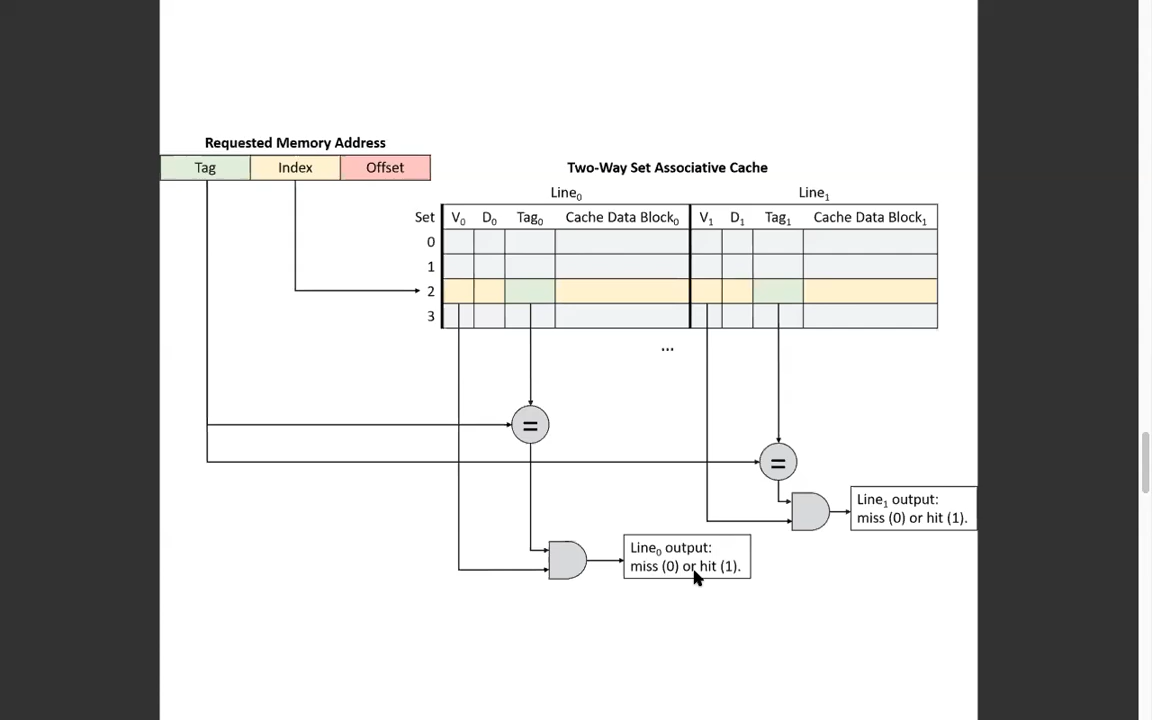 Requested Memory Address
Tag Index Offset
Two-Way Set Associative Cache
Line₀ Line₁
Set V₀ D₀ Tag₀ Cache Data Block₀ V₁ D₁ Tag₁ Cache Data Block₁
0
1
2
3
...
=
=
Line₁ output:
miss (0) or hit (1).
Line₀ output:
miss (0) or hit (1).